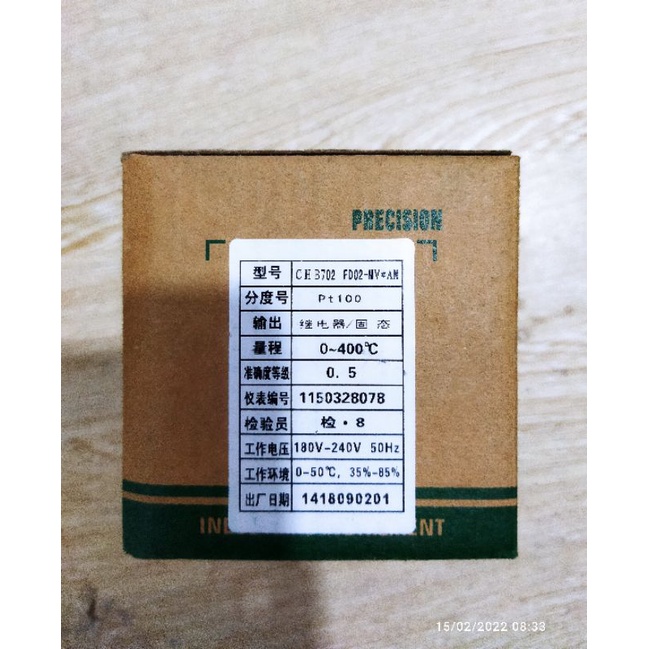 PRECISION
型号 CHB702 FD02-MV*AN
分度号 Pt100
输出 继电器/固 态
量程 0~400℃
准确度等级 0.5
仪表编号 1150328078
检验员 检·8
工作电压 180V-240V 50Hz
工作环境 0-50℃, 35%-85%
出厂日期 1418090201
15/02/2022 08:33